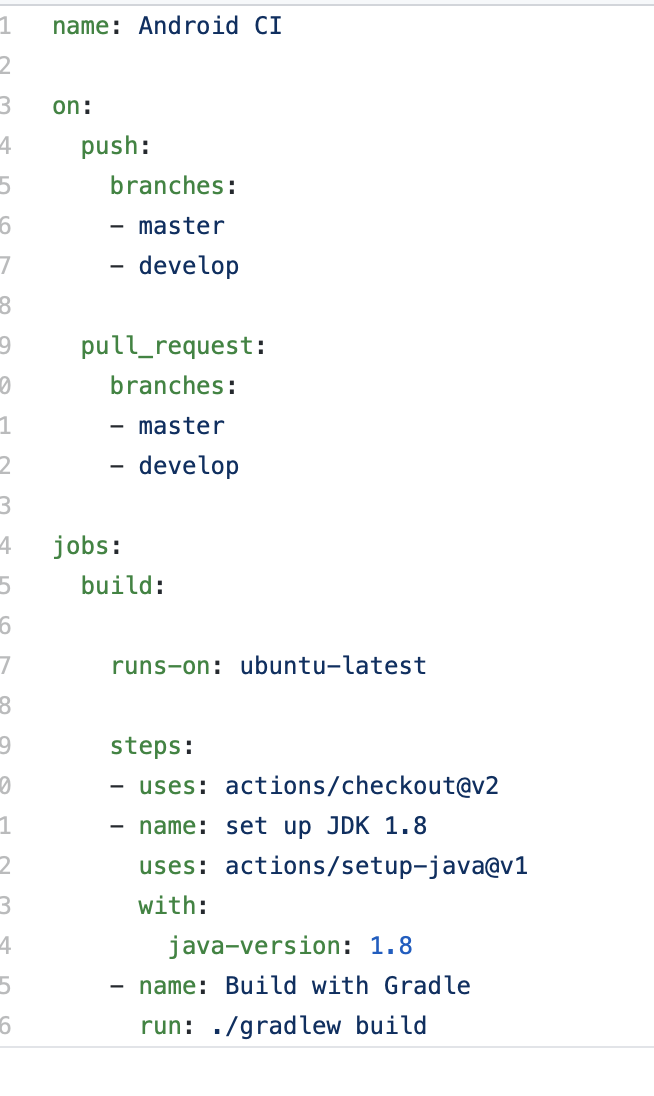 1 name: Android CI
2
3 on:
4   push:
5     branches:
6     - master
7     - develop
8
9   pull_request:
0     branches:
1     - master
2     - develop
3
4 jobs:
5   build:
6
7     runs-on: ubuntu-latest
8
9     steps:
0     - uses: actions/checkout@v2
1     - name: set up JDK 1.8
2       uses: actions/setup-java@v1
3       with:
4         java-version: 1.8
5     - name: Build with Gradle
6       run: ./gradlew build